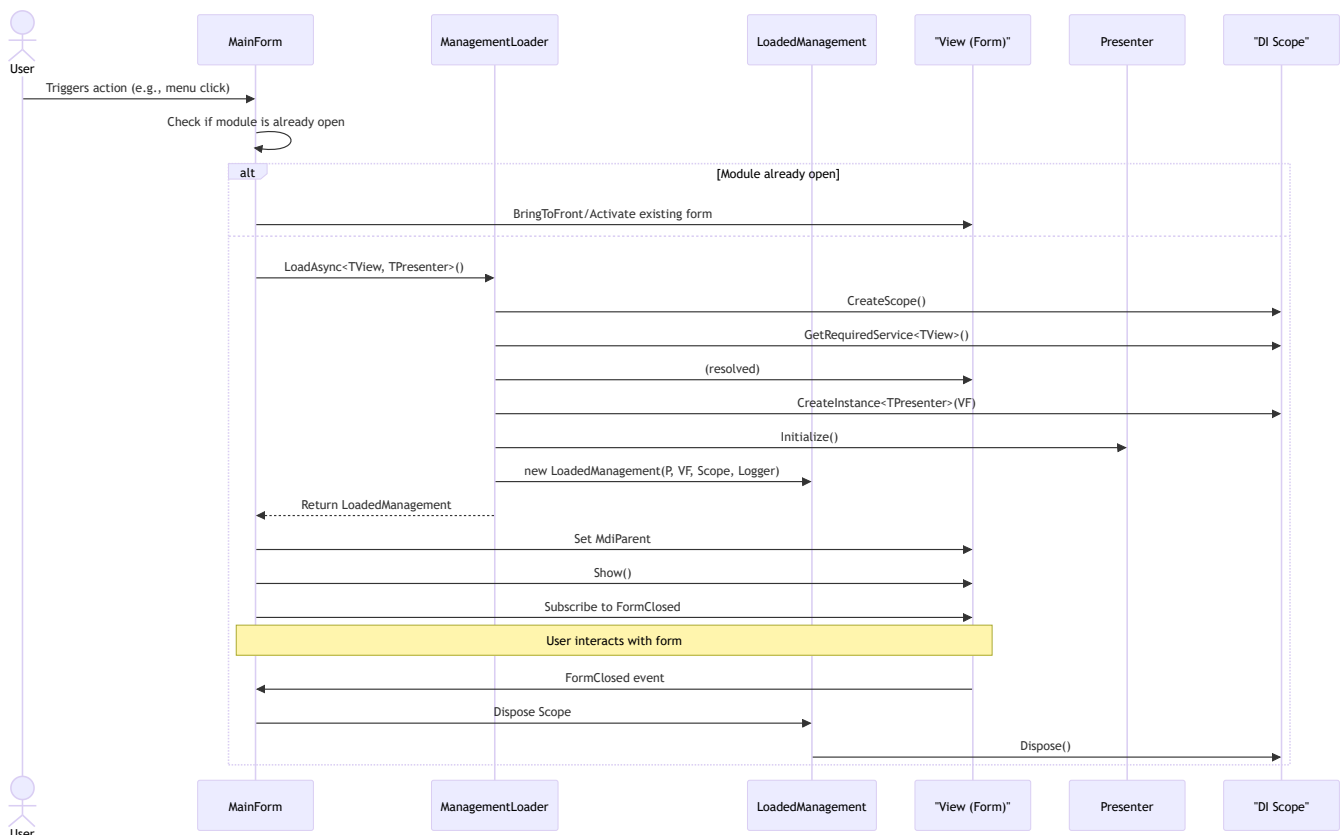 MainForm
ManagementLoader
LoadedManagement
"View (Form)"
Presenter
"DI Scope"
User
Triggers action (e.g., menu click)
Check if module is already open
alt
[Module already open]
BringToFront/Activate existing form
LoadAsync<TView, TPresenter>()
CreateScope()
GetRequiredService<TView>()
(resolved)
CreateInstance<TPresenter>(VF)
Initialize()
new LoadedManagement(P, VF, Scope, Logger)
Return LoadedManagement
Set MdiParent
Show()
Subscribe to FormClosed
User interacts with form
FormClosed event
Dispose Scope
Dispose()
MainForm
ManagementLoader
LoadedManagement
"View (Form)"
Presenter
"DI Scope"
User